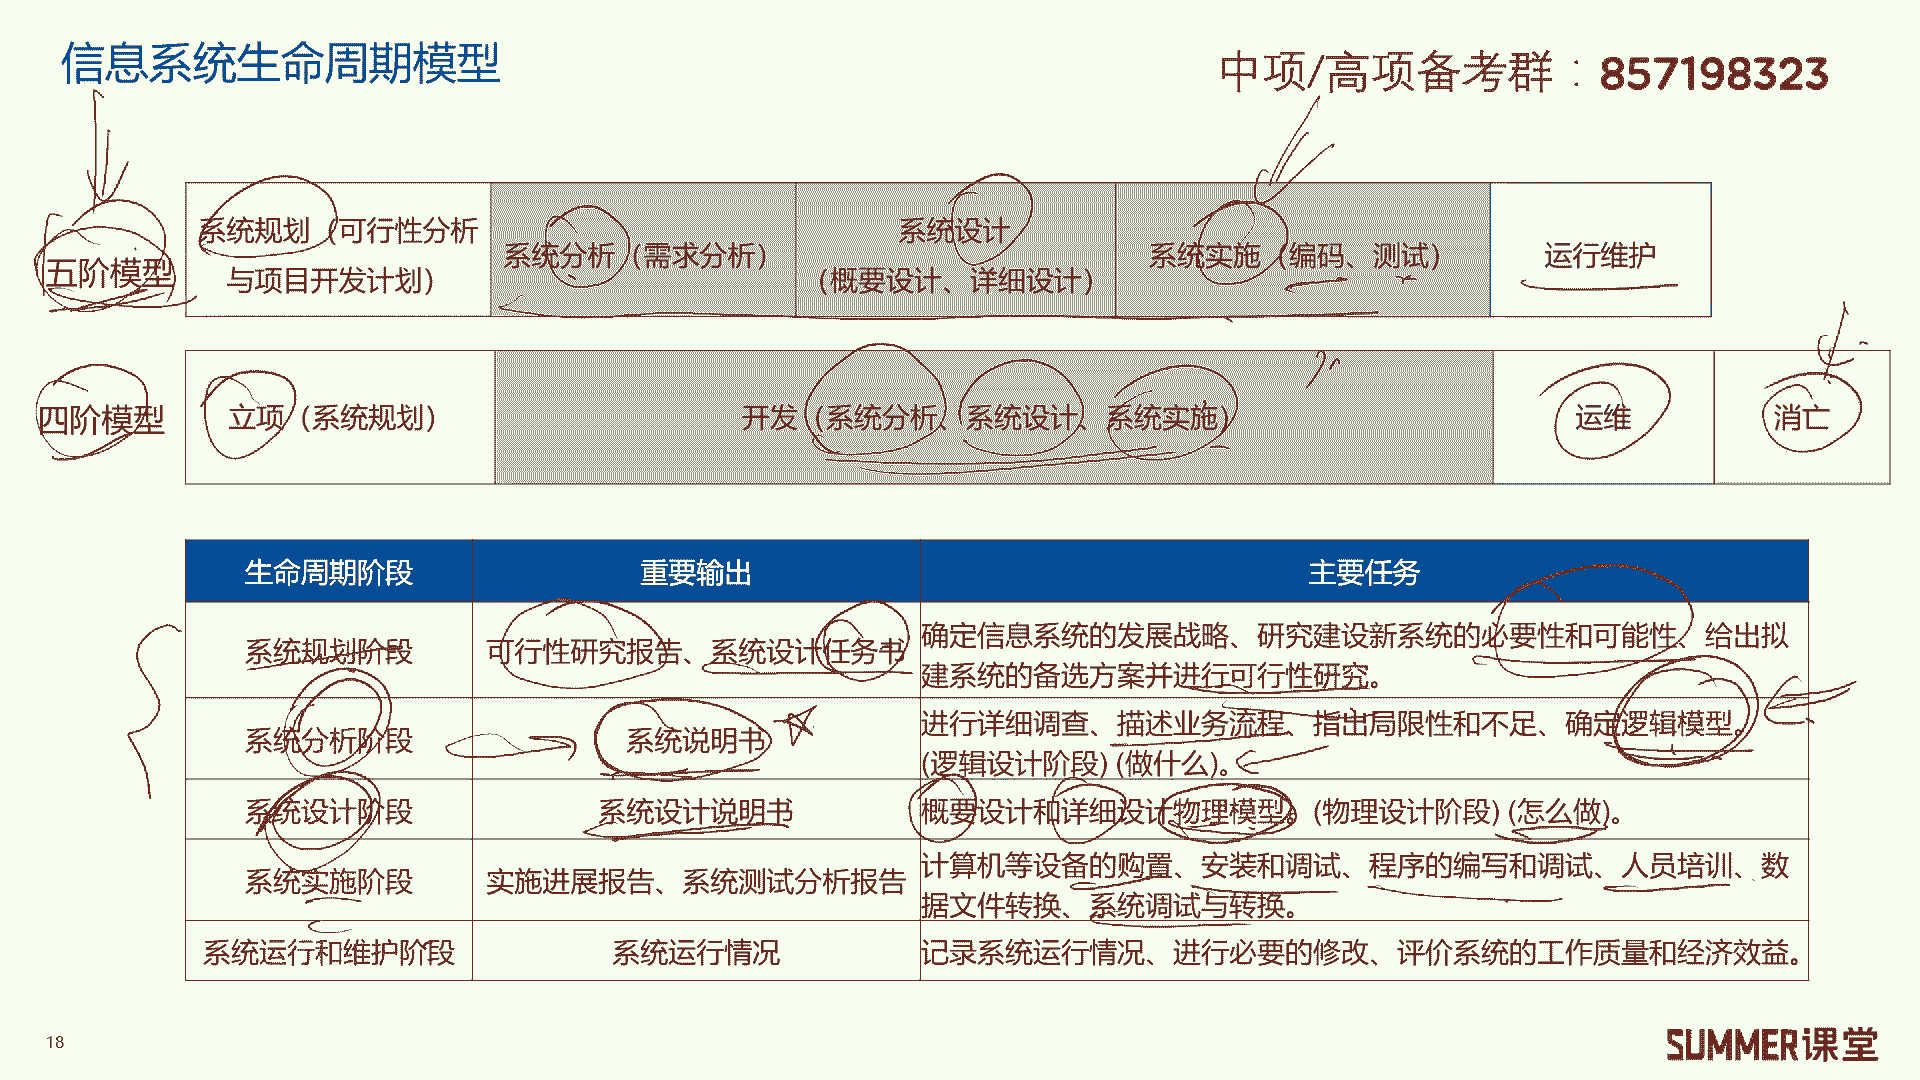 信息系统生命周期模型
中项/高项备考群：857198323
五阶模型
系统规划（可行性分析
与项目开发计划）
系统分析（需求分析）
系统设计
（概要设计、详细设计）
系统实施（编码、测试）
运行维护
四阶模型
立项（系统规划）
开发（系统分析、系统设计、系统实施）
运维
消亡
生命周期阶段
重要输出
主要任务
系统规划阶段
可行性研究报告、系统设计任务书
确定信息系统的发展战略、研究建设新系统的必要性和可能性、给出拟
建系统的备选方案并进行可行性研究。
系统分析阶段
系统说明书
进行详细调查、描述业务流程、指出局限性和不足、确定逻辑模型。
(逻辑设计阶段) (做什么)。
系统设计阶段
系统设计说明书
概要设计和详细设计物理模型。(物理设计阶段) (怎么做)。
系统实施阶段
实施进展报告、系统测试分析报告
计算机等设备的购置、安装和调试、程序的编写和调试、人员培训、数
据文件转换、系统调试与转换。
系统运行和维护阶段
系统运行情况
记录系统运行情况、进行必要的修改、评价系统的工作质量和经济效益。
18
SUMMER课堂